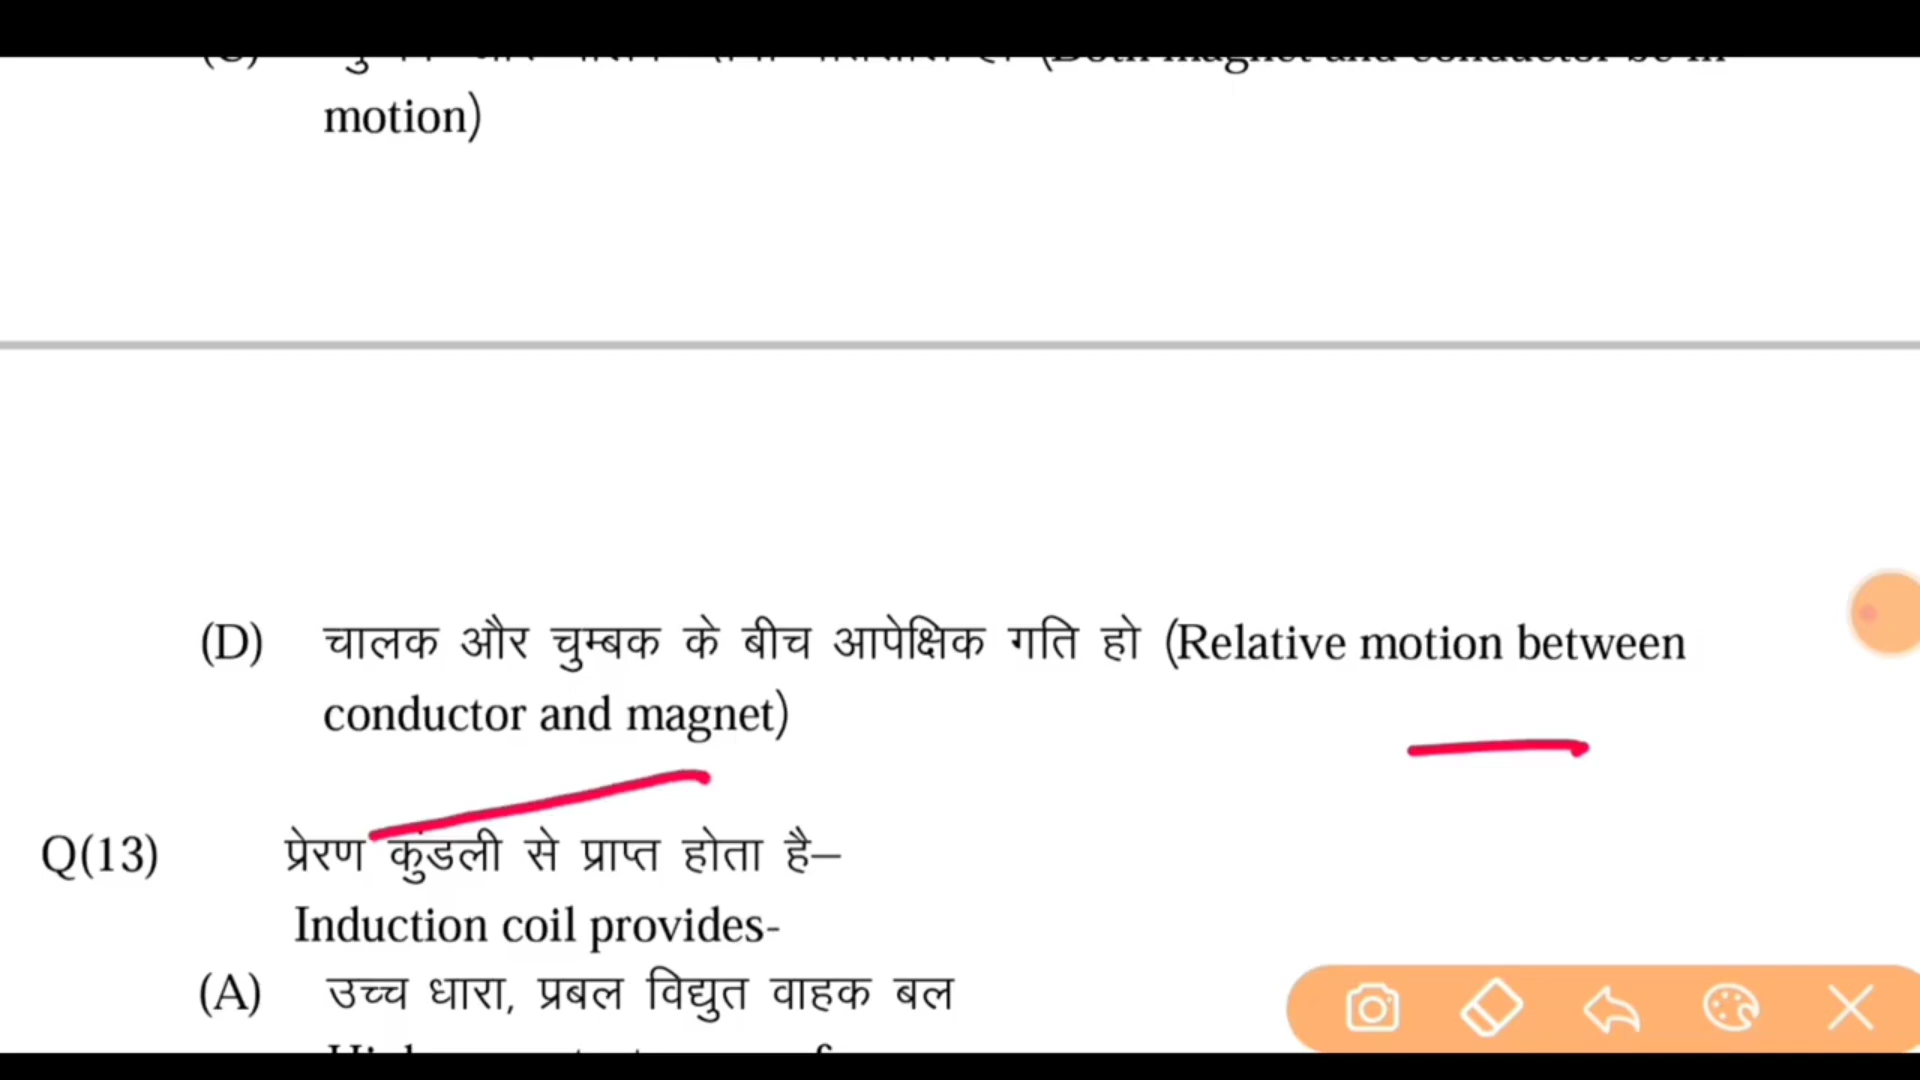 motion)
(D) चालक और चुम्बक के बीच आपेक्षिक गति हो (Relative motion between
conductor and magnet)
Q(13) प्रेरण कुंडली से प्राप्त होता है–
Induction coil provides-
(A) उच्च धारा, प्रबल विद्युत वाहक बल